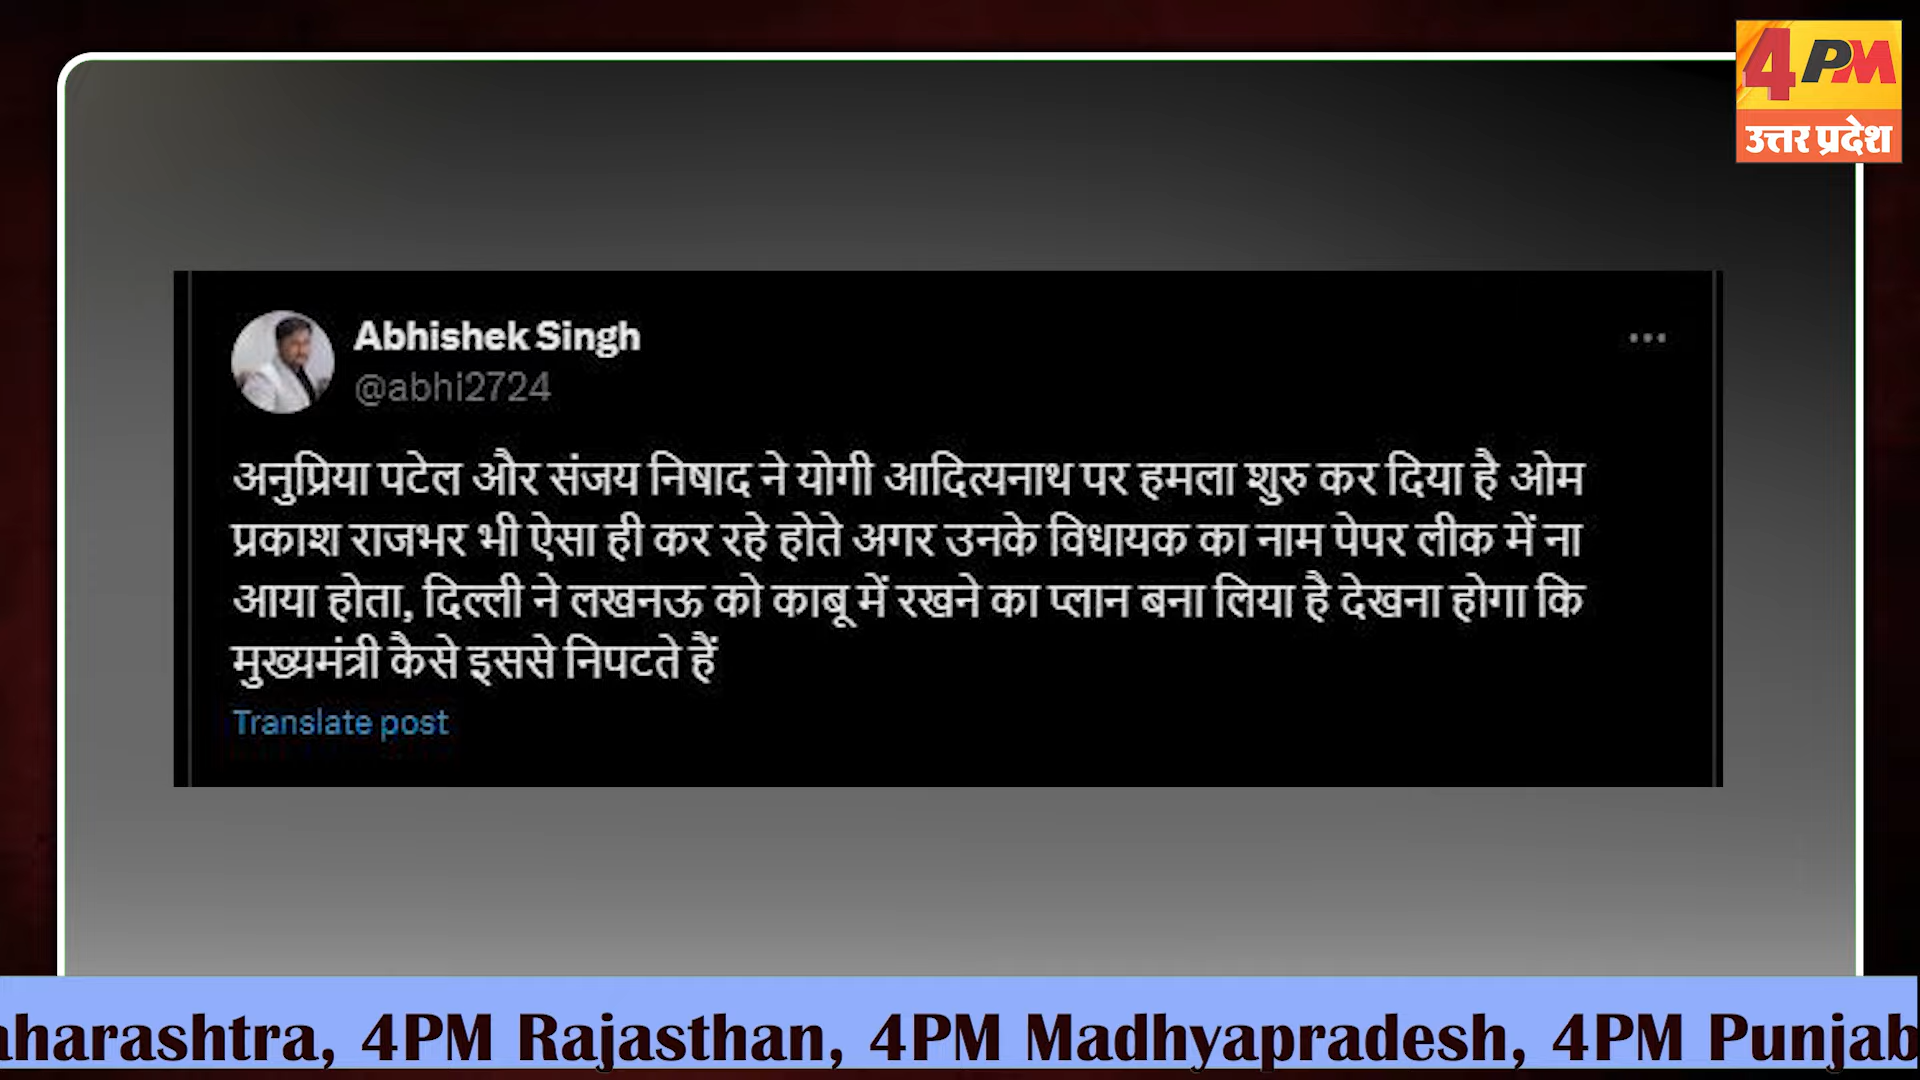 4PM
उत्तर प्रदेश
Abhishek Singh
@abhi2724
अनुप्रिया पटेल और संजय निषाद ने योगी आदित्यनाथ पर हमला शुरु कर दिया है ओम
प्रकाश राजभर भी ऐसा ही कर रहे होते अगर उनके विधायक का नाम पेपर लीक में ना
आया होता, दिल्ली ने लखनऊ को काबू में रखने का प्लान बना लिया है देखना होगा कि
मुख्यमंत्री कैसे इससे निपटते हैं
Translate post
aharashtra, 4PM Rajasthan, 4PM Madhyapradesh, 4PM Punjab